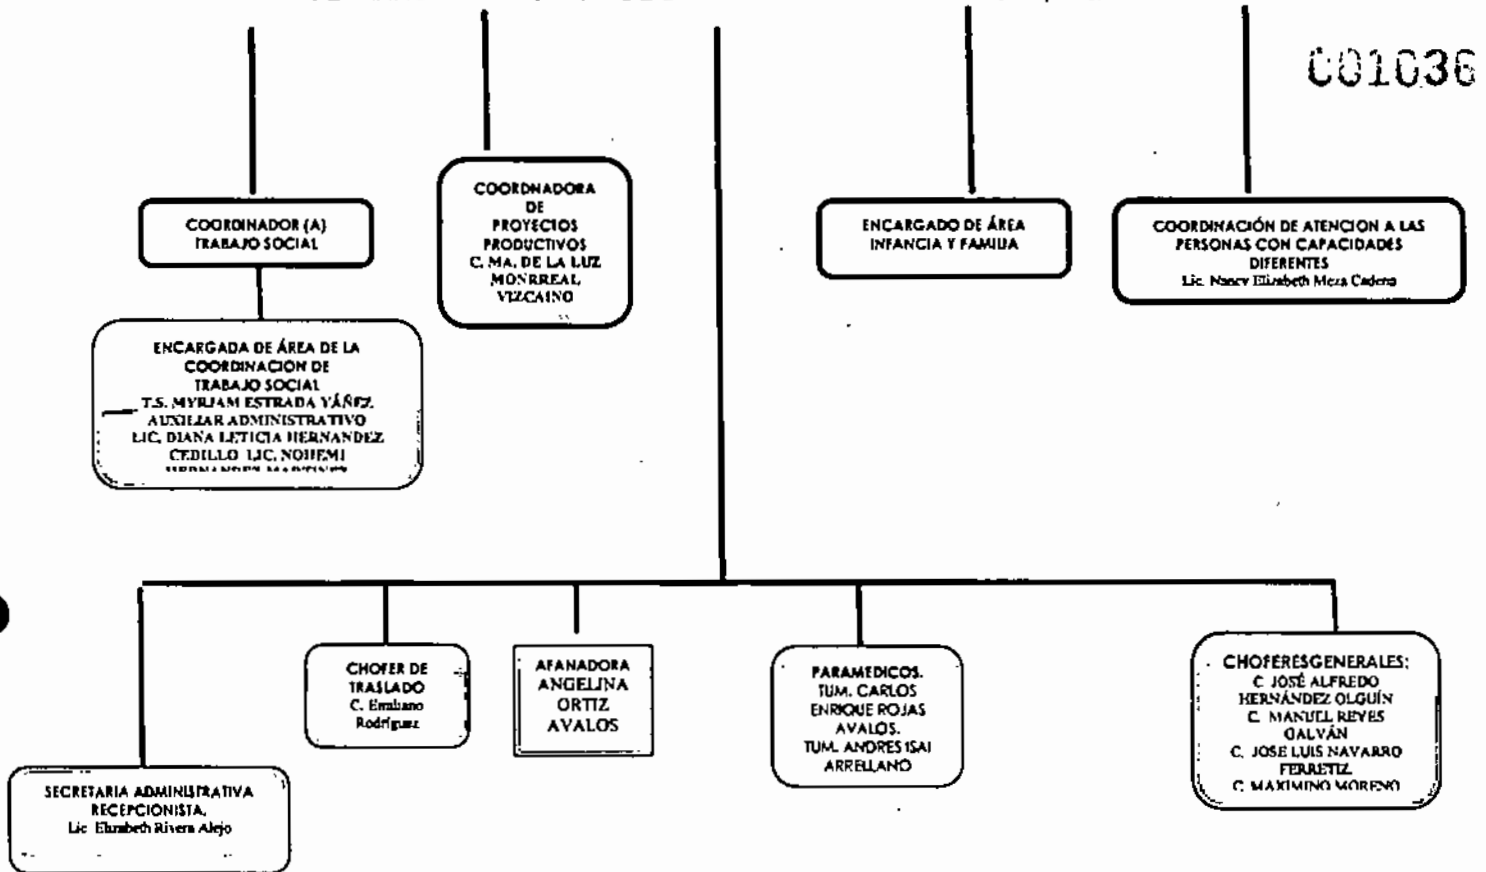 001036
COORDINADOR (A)
TRABAJO SOCIAL
COORDNADORA
DE
PROYECTOS
PRODUCTIVOS
C. MA. DE LA LUZ
MONRREAL
VIZCAINO
ENCARGADO DE ÁREA
INFANCIA Y FAMILIA
COORDINACIÓN DE ATENCION A LAS
PERSONAS CON CAPACIDADES
DIFERENTES
Lic. Nancy Elizabeth Meza Cadena
ENCARGADA DE ÁREA DE LA
COORDINACION DE
TRABAJO SOCIAL
T.S. MYRIAM ESTRADA YÁÑEZ.
AUXILIAR ADMINISTRATIVO
LIC. DIANA LETICIA HERNANDEZ
CEDILLO LIC. NOHEMI
CHOFER DE
TRASLADO
C. Emiliano
Rodríguez
AFANADORA
ANGELINA
ORTIZ
AVALOS
PARAMEDICOS.
TUM. CARLOS
ENRIQUE ROJAS
AVALOS.
TUM. ANDRES ISAI
ARRELLANO
CHOFERESGENERALES:
C. JOSÉ ALFREDO
HERNÁNDEZ OLGUÍN
C. MANUEL REYES
GALVÁN
C. JOSE LUIS NAVARRO
FERRETIZ.
C. MAXIMINO MORENO
SECRETARIA ADMINISTRATIVA
RECEPCIONISTA.
Lic Elizabeth Rivera Alejo